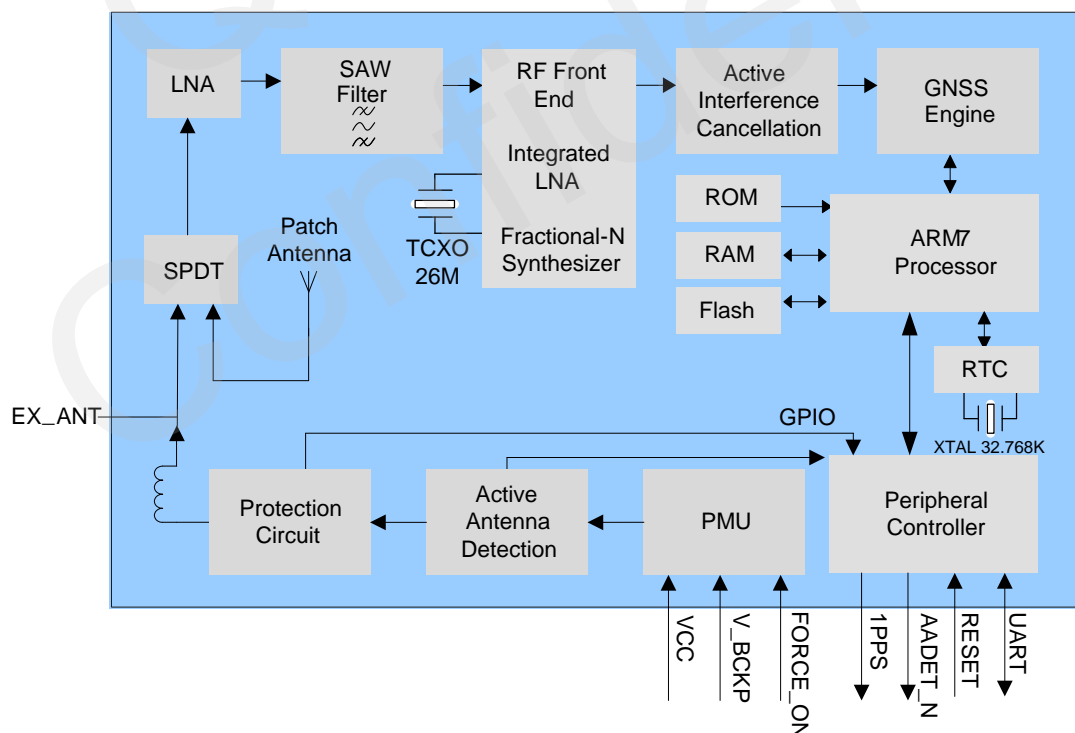 LNA
SAW
Filter
RF Front
End
Integrated
LNA
Fractional-N
Synthesizer
Active
Interference
Cancellation
GNSS
Engine
TCXO
26M
Patch
Antenna
SPDT
ROM
RAM
Flash
ARM7
Processor
RTC
XTAL 32.768K
EX_ANT
GPIO
Protection
Circuit
Active
Antenna
Detection
PMU
Peripheral
Controller
VCC
V_BCKP
FORCE_ON
1PPS
AADET_N
RESET
UART